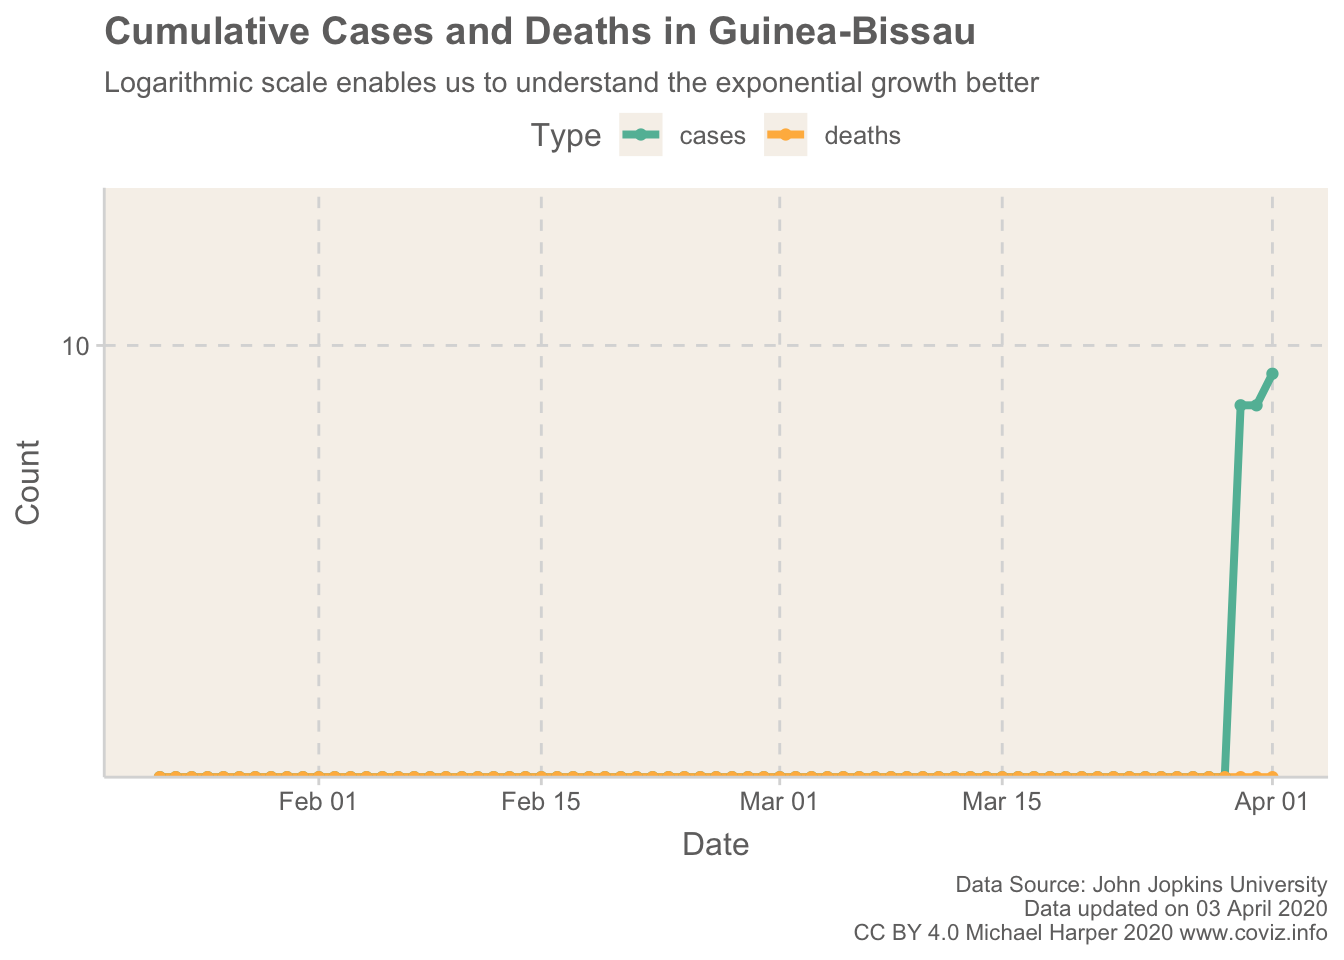 Cumulative Cases and Deaths in Guinea-Bissau
Logarithmic scale enables us to understand the exponential growth better
Type cases deaths
10
Count
Feb 01 Feb 15 Mar 01 Mar 15 Apr 01
Date
Data Source: John Jopkins University
Data updated on 03 April 2020
CC BY 4.0 Michael Harper 2020 www.coviz.info